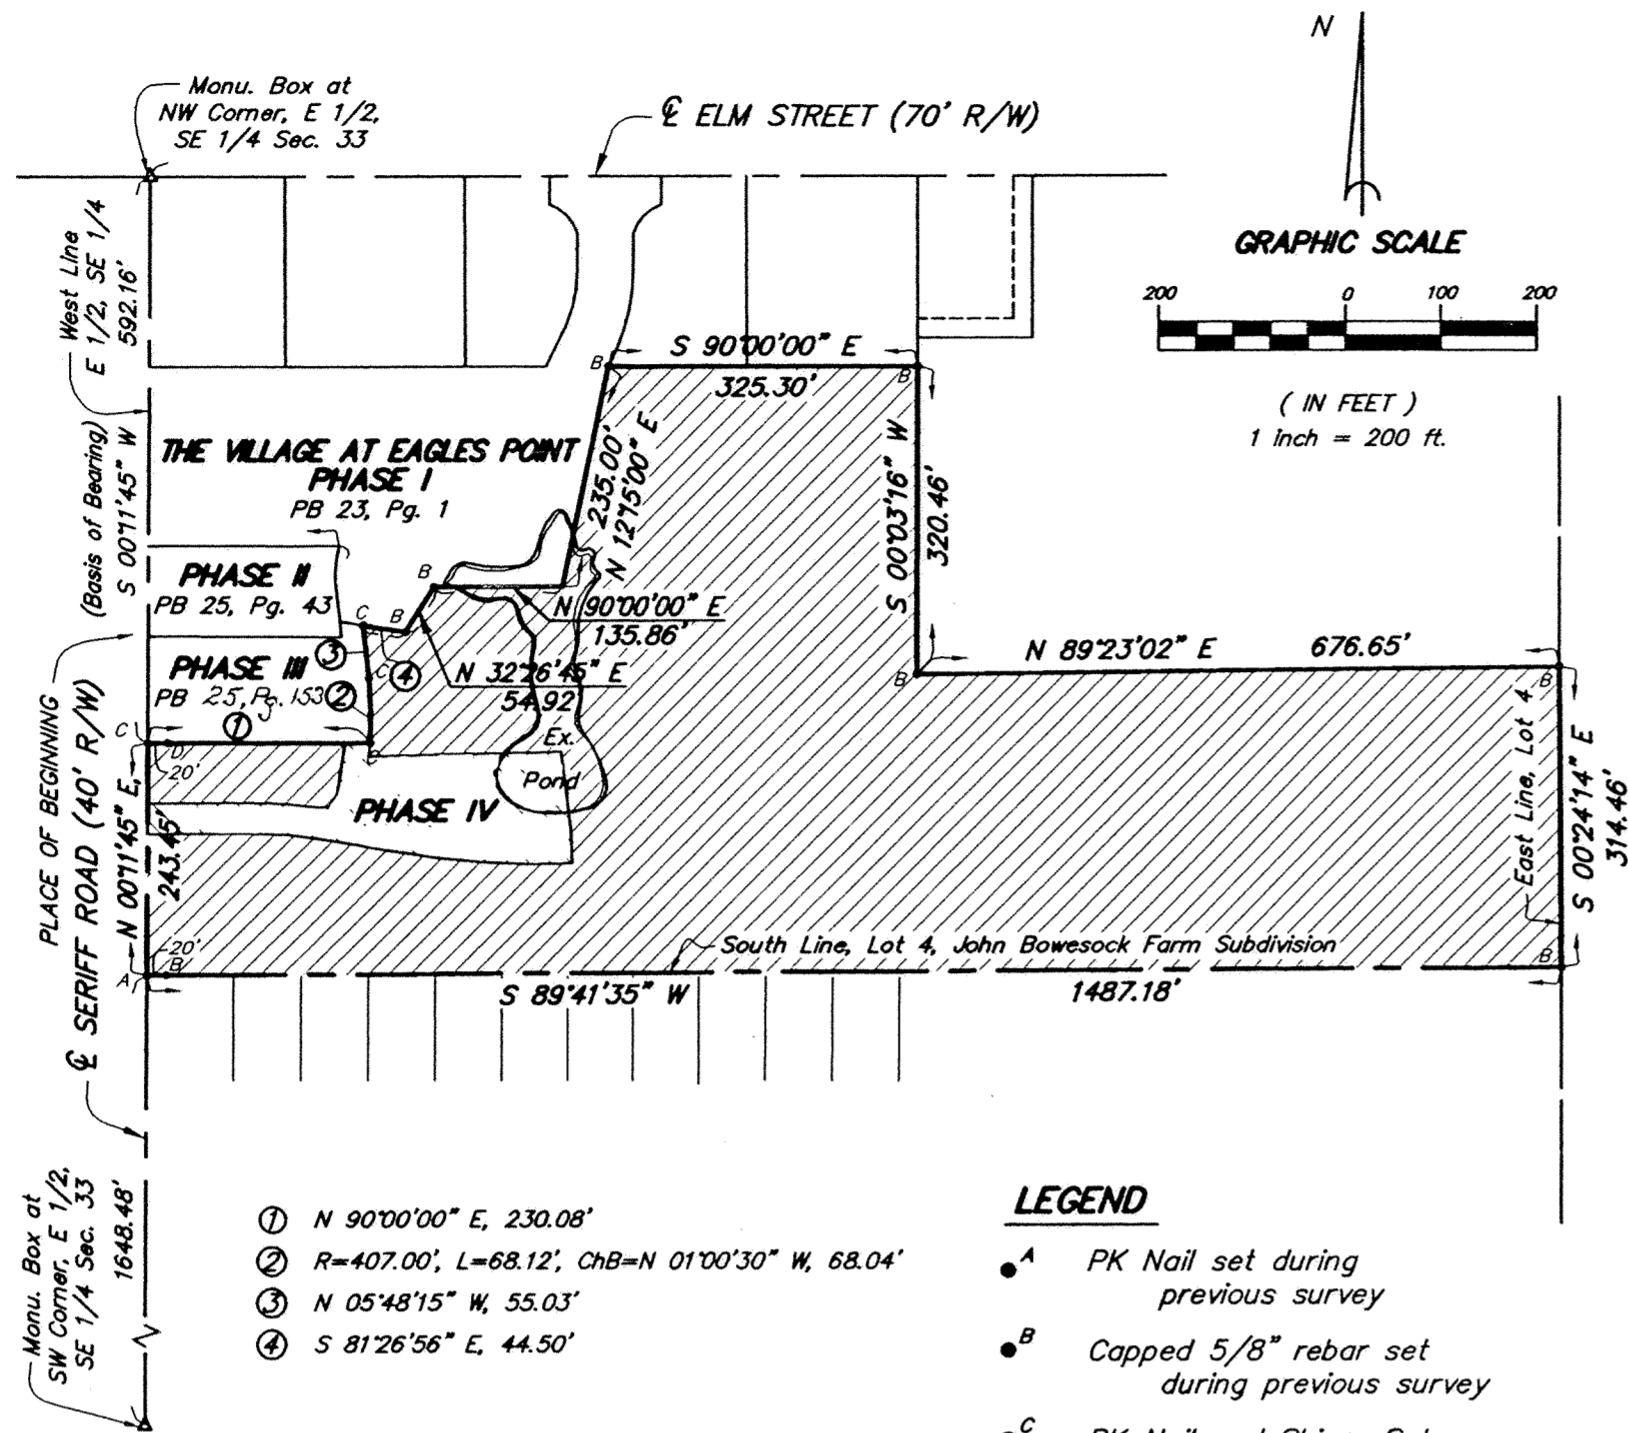 N
Monu. Box at
NW Corner, E 1/2,
SE 1/4 Sec. 33
℄ ELM STREET (70' R/W)
GRAPHIC SCALE
200 0 100 200
( IN FEET )
1 inch = 200 ft.
West Line
E 1/2, SE 1/4
592.16'
(Basis of Bearing)
S 00°11'45" W
B
S 90°00'00" E
B
325.30'
THE VILLAGE AT EAGLES POINT
PHASE I
PB 23, Pg. 1
235.00'
N 12°15'00" E
S 00°03'16" W
320.46'
PHASE II
PB 25, Pg. 43
B
C
B
N 90°00'00" E
135.86'
PHASE III
PB 25, Pg. 153
3
C
4
2
1
N 32°26'45" E
54.92
B
N 89°23'02" E 676.65'
B
PLACE OF BEGINNING
℄ SERIFF ROAD (40' R/W)
C
D
20'
Ex.
Pond
PHASE IV
N 00°11'45" E,
243.45'
East Line, Lot 4
S 00°24'14" E
314.46'
20'
A
B
South Line, Lot 4, John Bowesock Farm Subdivision
B
S 89°41'35" W
1487.18'
Monu. Box at
SW Corner, E 1/2,
SE 1/4 Sec. 33
1648.48'
1 N 90°00'00" E, 230.08'
2 R=407.00', L=68.12', ChB=N 01°00'30" W, 68.04'
3 N 05°48'15" W, 55.03'
4 S 81°26'56" E, 44.50'
LEGEND
A PK Nail set during
previous survey
B Capped 5/8" rebar set
during previous survey
C